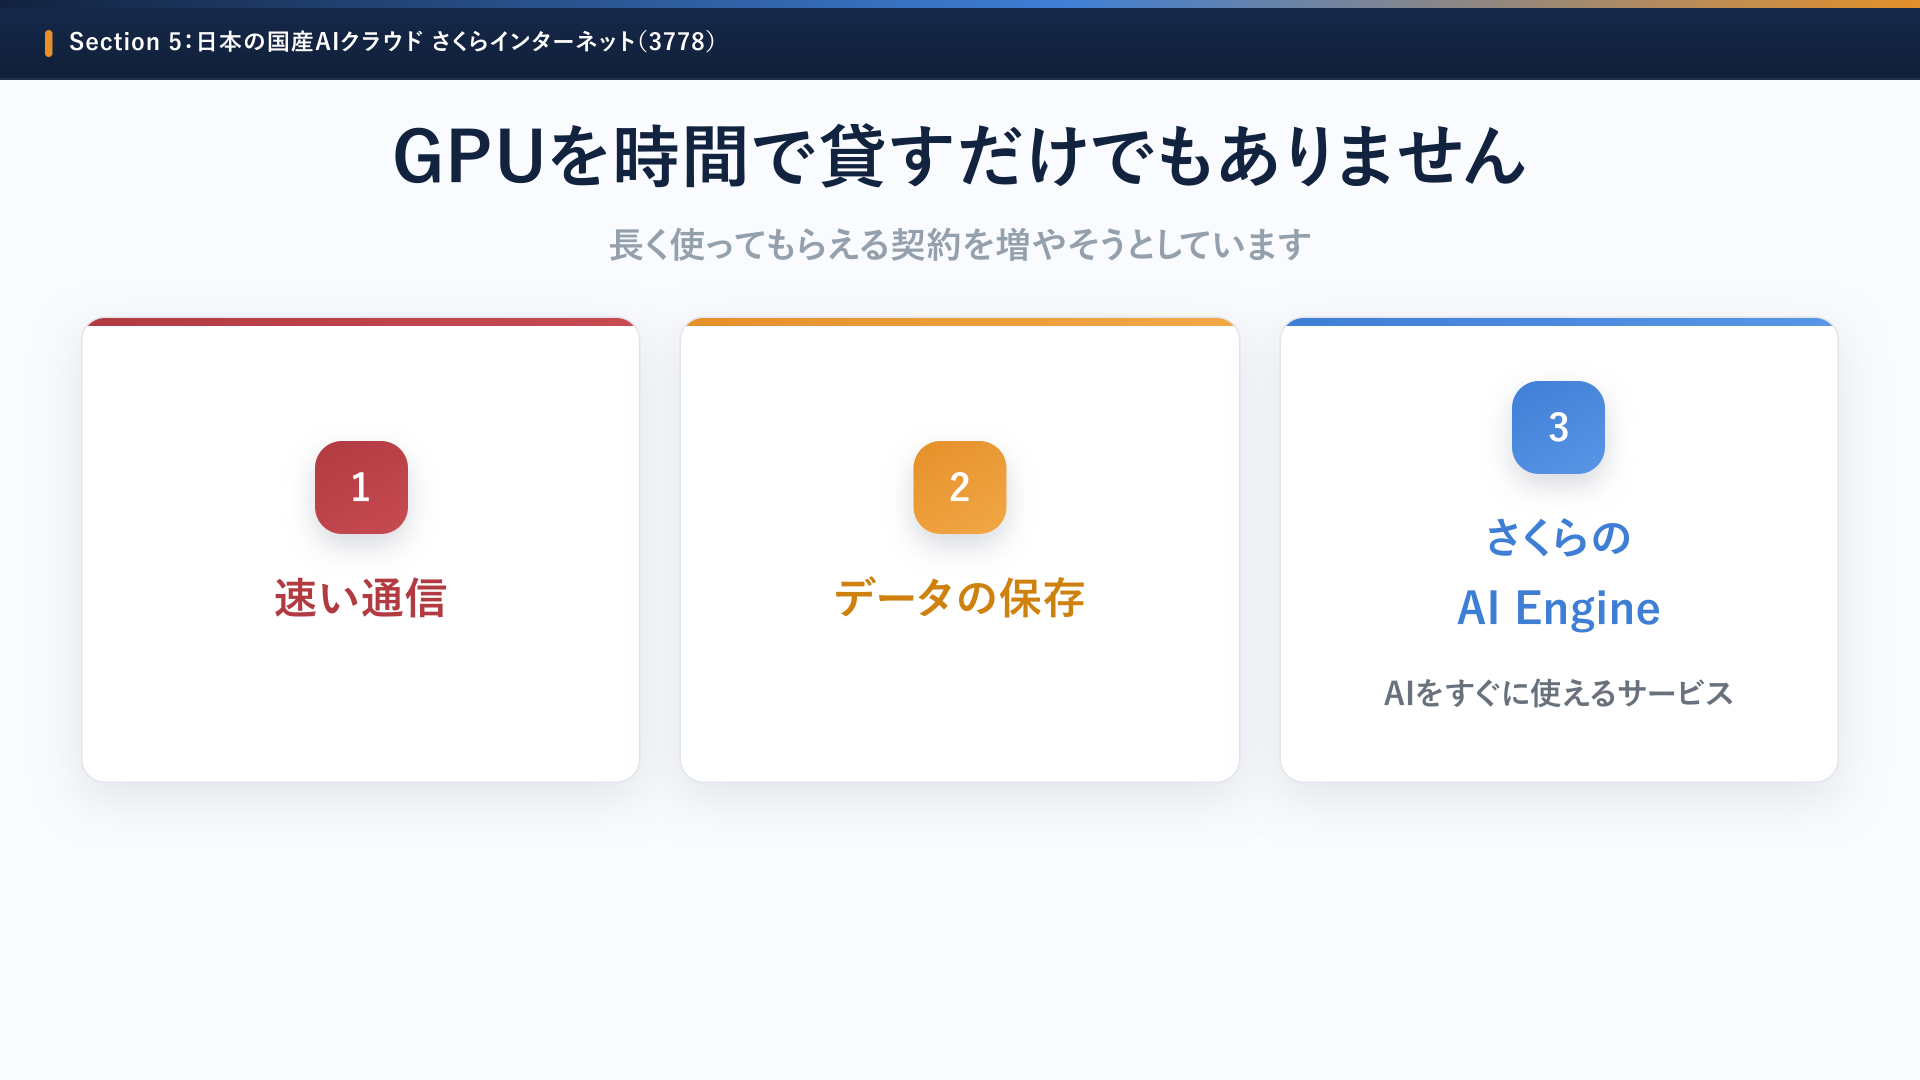 Section 5：日本の国産AIクラウド さくらインターネット（3778）
GPUを時間で貸すだけでもありません
長く使ってもらえる契約を増やそうとしています
1
速い通信
2
データの保存
3
さくらの
AI Engine
AIをすぐに使えるサービス